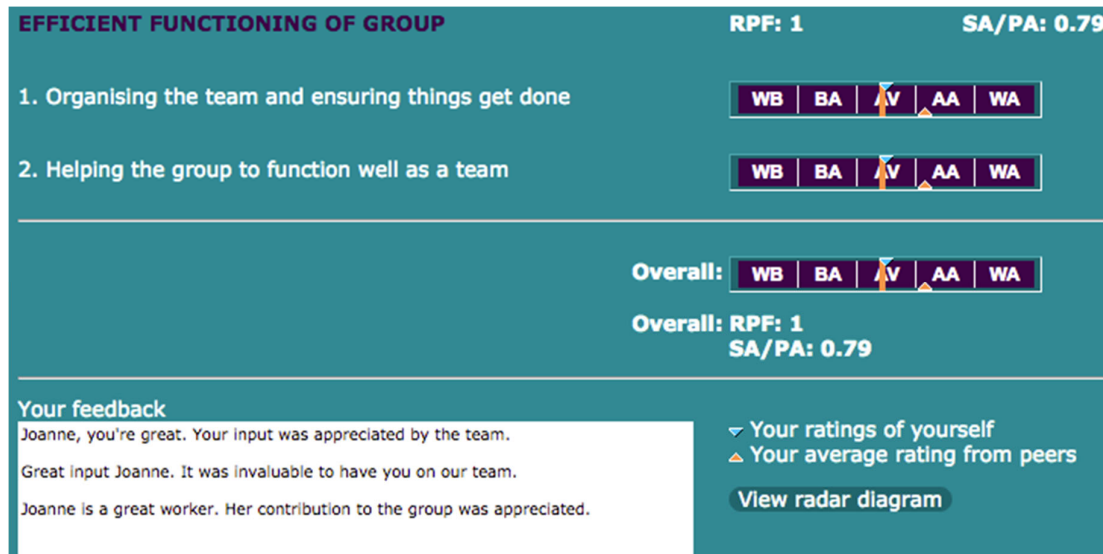 EFFICIENT FUNCTIONING OF GROUP RPF: 1 SA/PA: 0.79
1. Organising the team and ensuring things get done WB BA AV AA WA
2. Helping the group to function well as a team WB BA AV AA WA
Overall: WB BA AV AA WA
Overall: RPF: 1
SA/PA: 0.79
Your feedback
Joanne, you're great. Your input was appreciated by the team.
Great input Joanne. It was invaluable to have you on our team.
Joanne is a great worker. Her contribution to the group was appreciated.
Your ratings of yourself
Your average rating from peers
View radar diagram